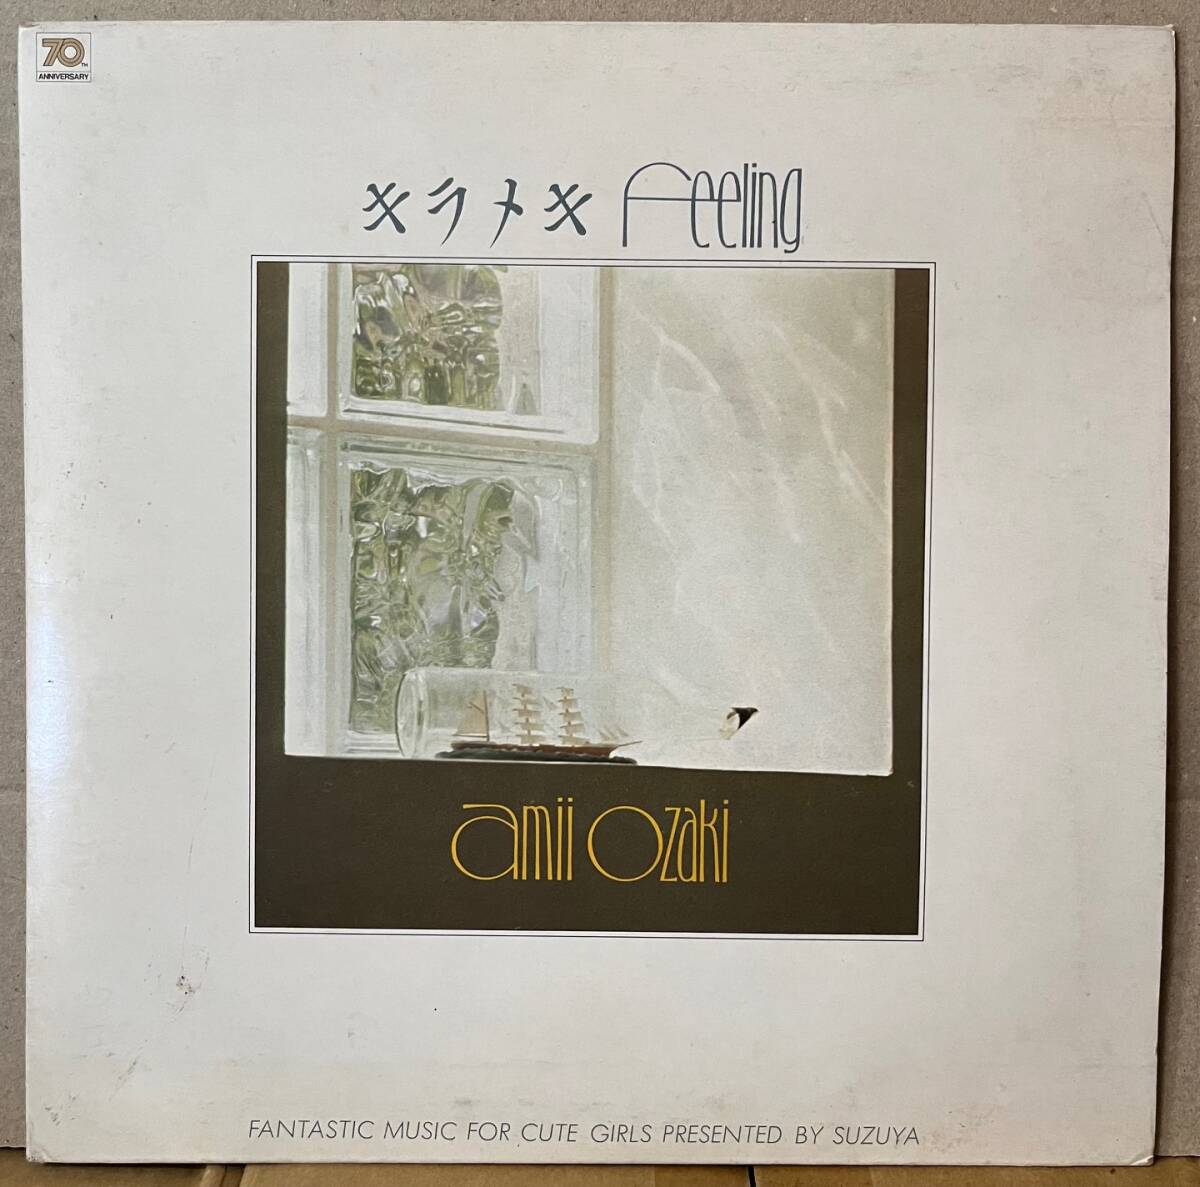 70TH
ANNIVERSARY
キラメキ Feeling
amii ozaki
FANTASTIC MUSIC FOR CUTE GIRLS PRESENTED BY SUZUYA